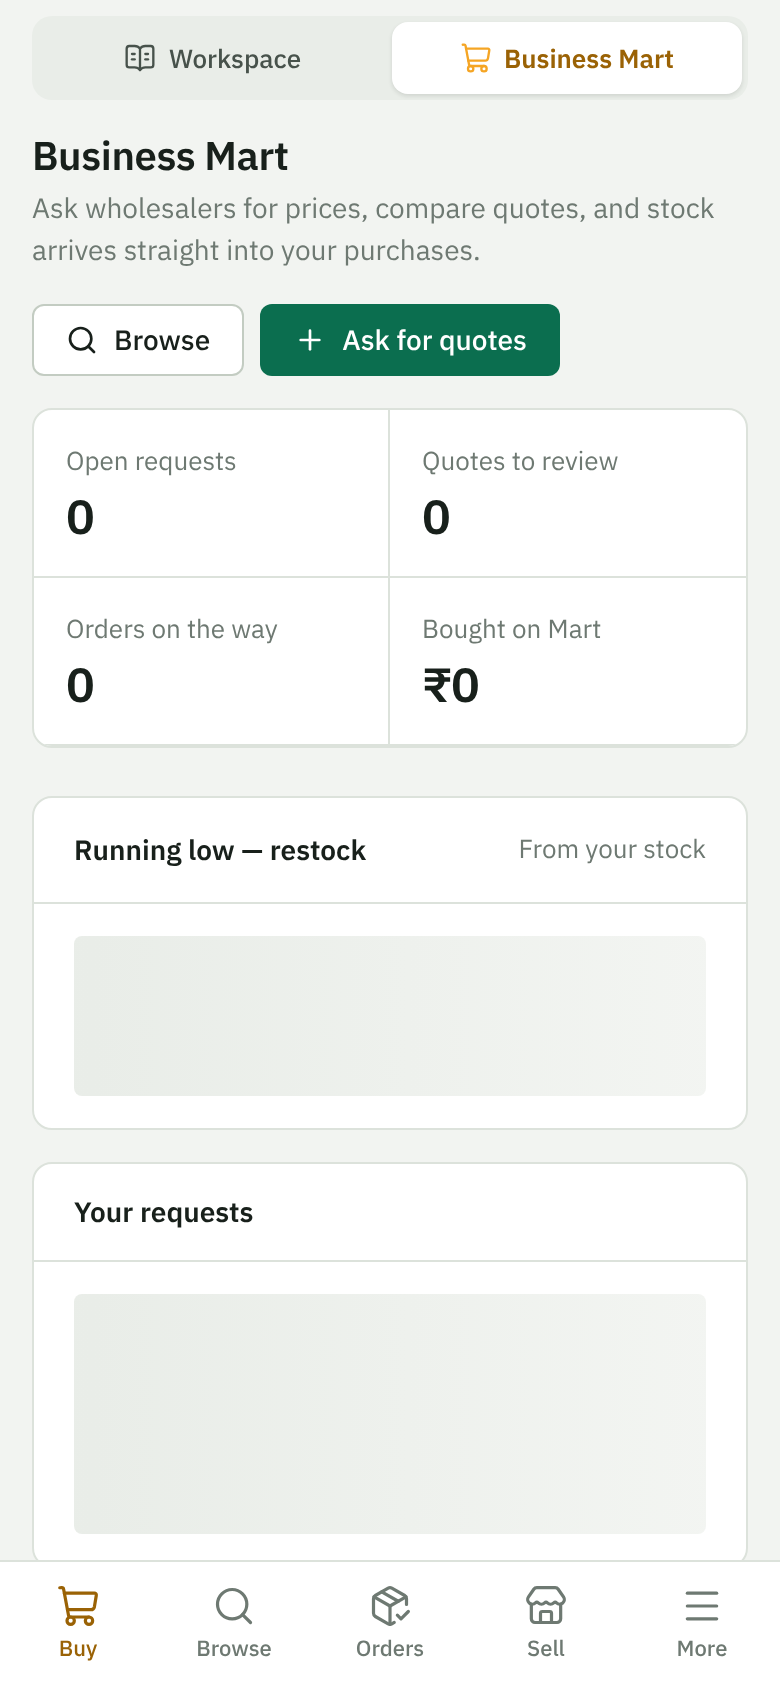 Workspace
Business Mart
Business Mart
Ask wholesalers for prices, compare quotes, and stock
arrives straight into your purchases.
Browse
Ask for quotes
Open requests
0
Quotes to review
0
Orders on the way
0
Bought on Mart
₹0
Running low — restock
From your stock
Your requests
Buy
Browse
Orders
Sell
More